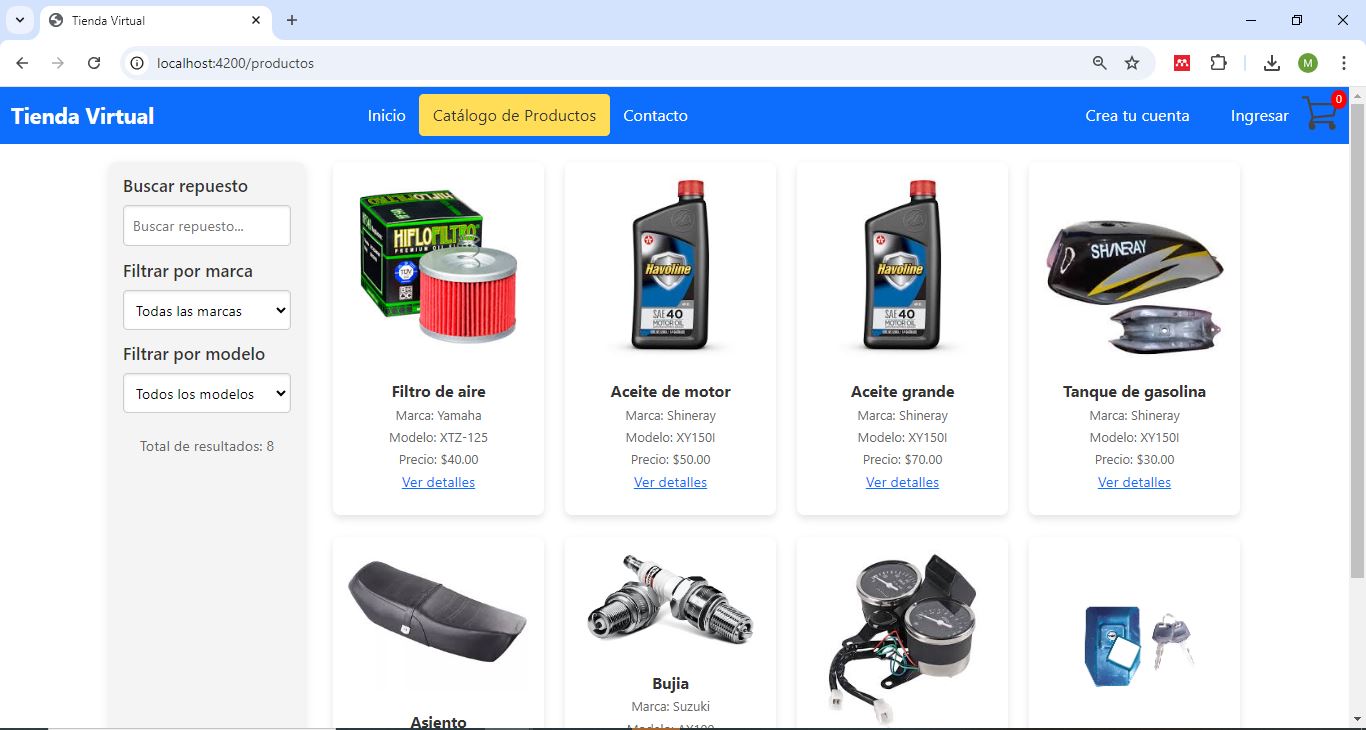 Tienda Virtual
localhost:4200/productos
M
Tienda Virtual
Inicio
Catálogo de Productos
Contacto
Crea tu cuenta
Ingresar
0
Buscar repuesto
Buscar repuesto...
Filtrar por marca
Todas las marcas
Filtrar por modelo
Todos los modelos
Total de resultados: 8
HIFLOFILTRO
PREMIUM OIL FILTER
Filtro de aire
Marca: Yamaha
Modelo: XTZ-125
Precio: $40.00
Ver detalles
Havoline
SAE 40
MOTOR OIL
Aceite de motor
Marca: Shineray
Modelo: XY150I
Precio: $50.00
Ver detalles
Havoline
SAE 40
MOTOR OIL
Aceite grande
Marca: Shineray
Modelo: XY150I
Precio: $70.00
Ver detalles
SHINERAY
Tanque de gasolina
Marca: Shineray
Modelo: XY150I
Precio: $30.00
Ver detalles
Asiento
Bujia
Marca: Suzuki
Modelo: AX100